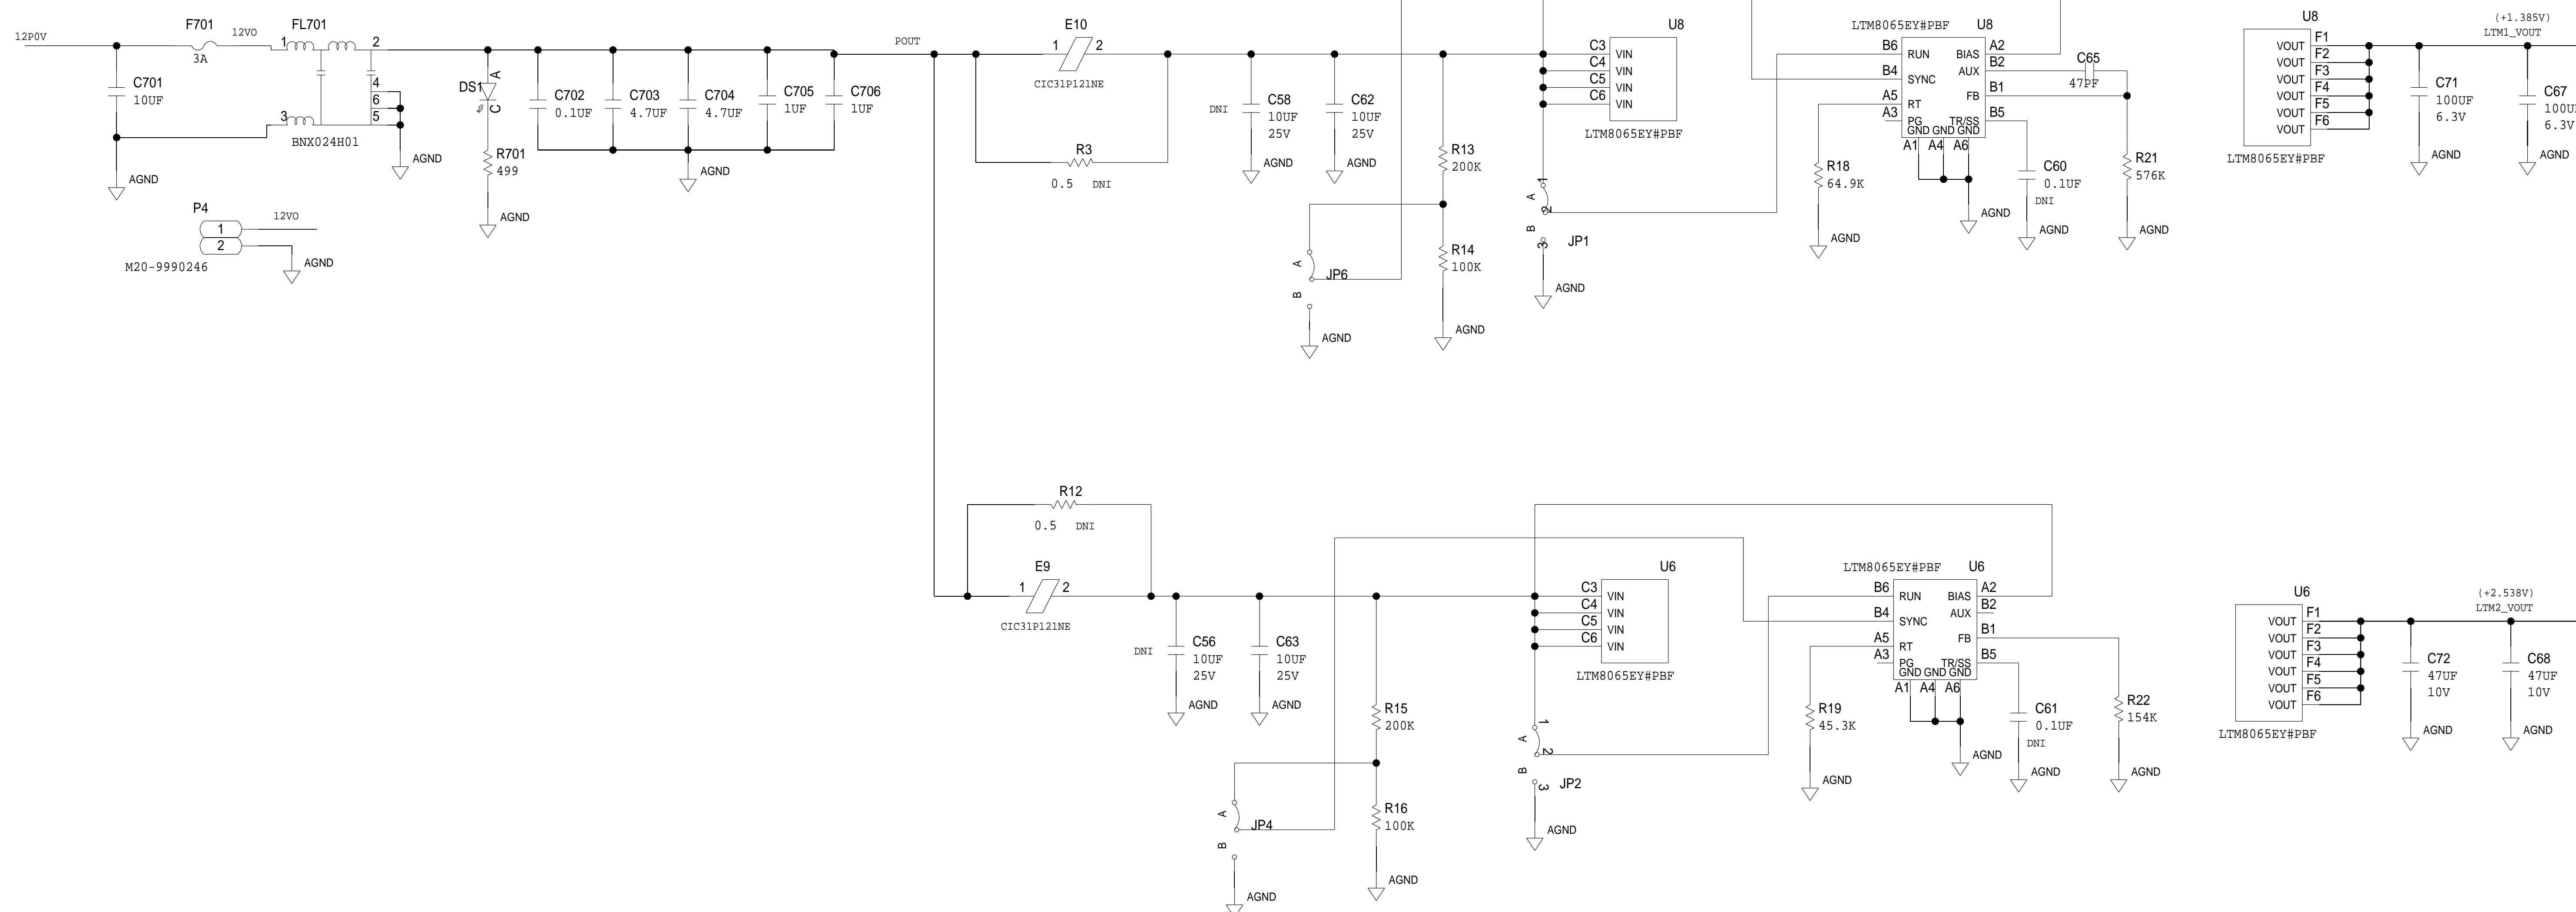 12P0V
F701
3A
12VO
FL701
1
2
3
4
6
5
BNX024H01
C701
10UF
AGND
AGND
P4
1
2
12VO
AGND
M20-9990246
DS1
A
C
R701
499
AGND
C702
0.1UF
C703
4.7UF
C704
4.7UF
C705
1UF
C706
1UF
AGND
POUT
E10
1
2
CIC31P121NE
R3
0.5 DNI
DNI
C58
10UF
25V
AGND
C62
10UF
25V
AGND
R13
200K
R14
100K
AGND
A
B
JP6
AGND
U8
C3 VIN
C4 VIN
C5 VIN
C6 VIN
LTM8065EY#PBF
1
A
2
B
3
JP1
AGND
LTM8065EY#PBF U8
B6 RUN BIAS A2
B4 SYNC AUX B2
A5 RT FB B1
A3 PG TR/SS B5
GND GND GND
A1 A4 A6
AGND
R18
64.9K
AGND
C65
47PF
C60
0.1UF
DNI
AGND
R21
576K
AGND
U8
VOUT F1
VOUT F2
VOUT F3
VOUT F4
VOUT F5
VOUT F6
LTM8065EY#PBF
(+1.385V)
LTM1_VOUT
C71
100UF
6.3V
AGND
C67
100U
6.3V
AGND
R12
0.5 DNI
E9
1
2
CIC31P121NE
DNI
C56
10UF
25V
AGND
C63
10UF
25V
AGND
R15
200K
R16
100K
AGND
A
B
JP4
AGND
U6
C3 VIN
C4 VIN
C5 VIN
C6 VIN
LTM8065EY#PBF
1
A
2
B
3
JP2
AGND
LTM8065EY#PBF U6
B6 RUN BIAS A2
B4 SYNC AUX B2
A5 RT FB B1
A3 PG TR/SS B5
GND GND GND
A1 A4 A6
AGND
R19
45.3K
AGND
C61
0.1UF
DNI
AGND
R22
154K
AGND
U6
VOUT F1
VOUT F2
VOUT F3
VOUT F4
VOUT F5
VOUT F6
LTM8065EY#PBF
(+2.538V)
LTM2_VOUT
C72
47UF
10V
AGND
C68
47UF
10V
AGND